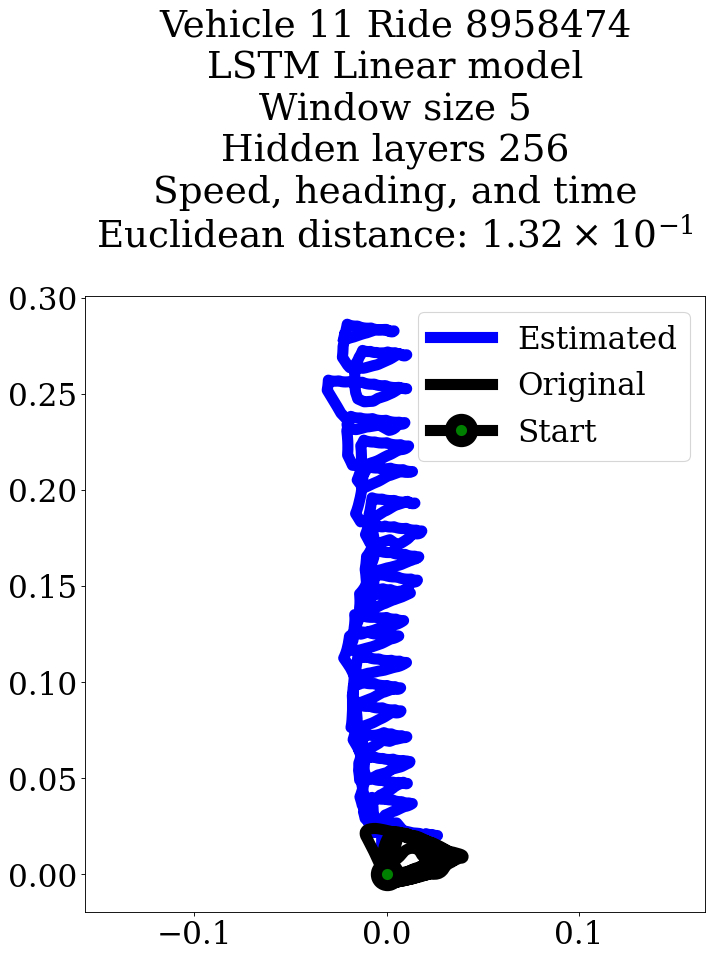 Vehicle 11 Ride 8958474
LSTM Linear model
Window size 5
Hidden layers 256
Speed, heading, and time
Euclidean distance: 1.32 × 10⁻¹
0.30
0.25
0.20
0.15
0.10
0.05
0.00
Estimated
Original
Start
−0.1
0.0
0.1